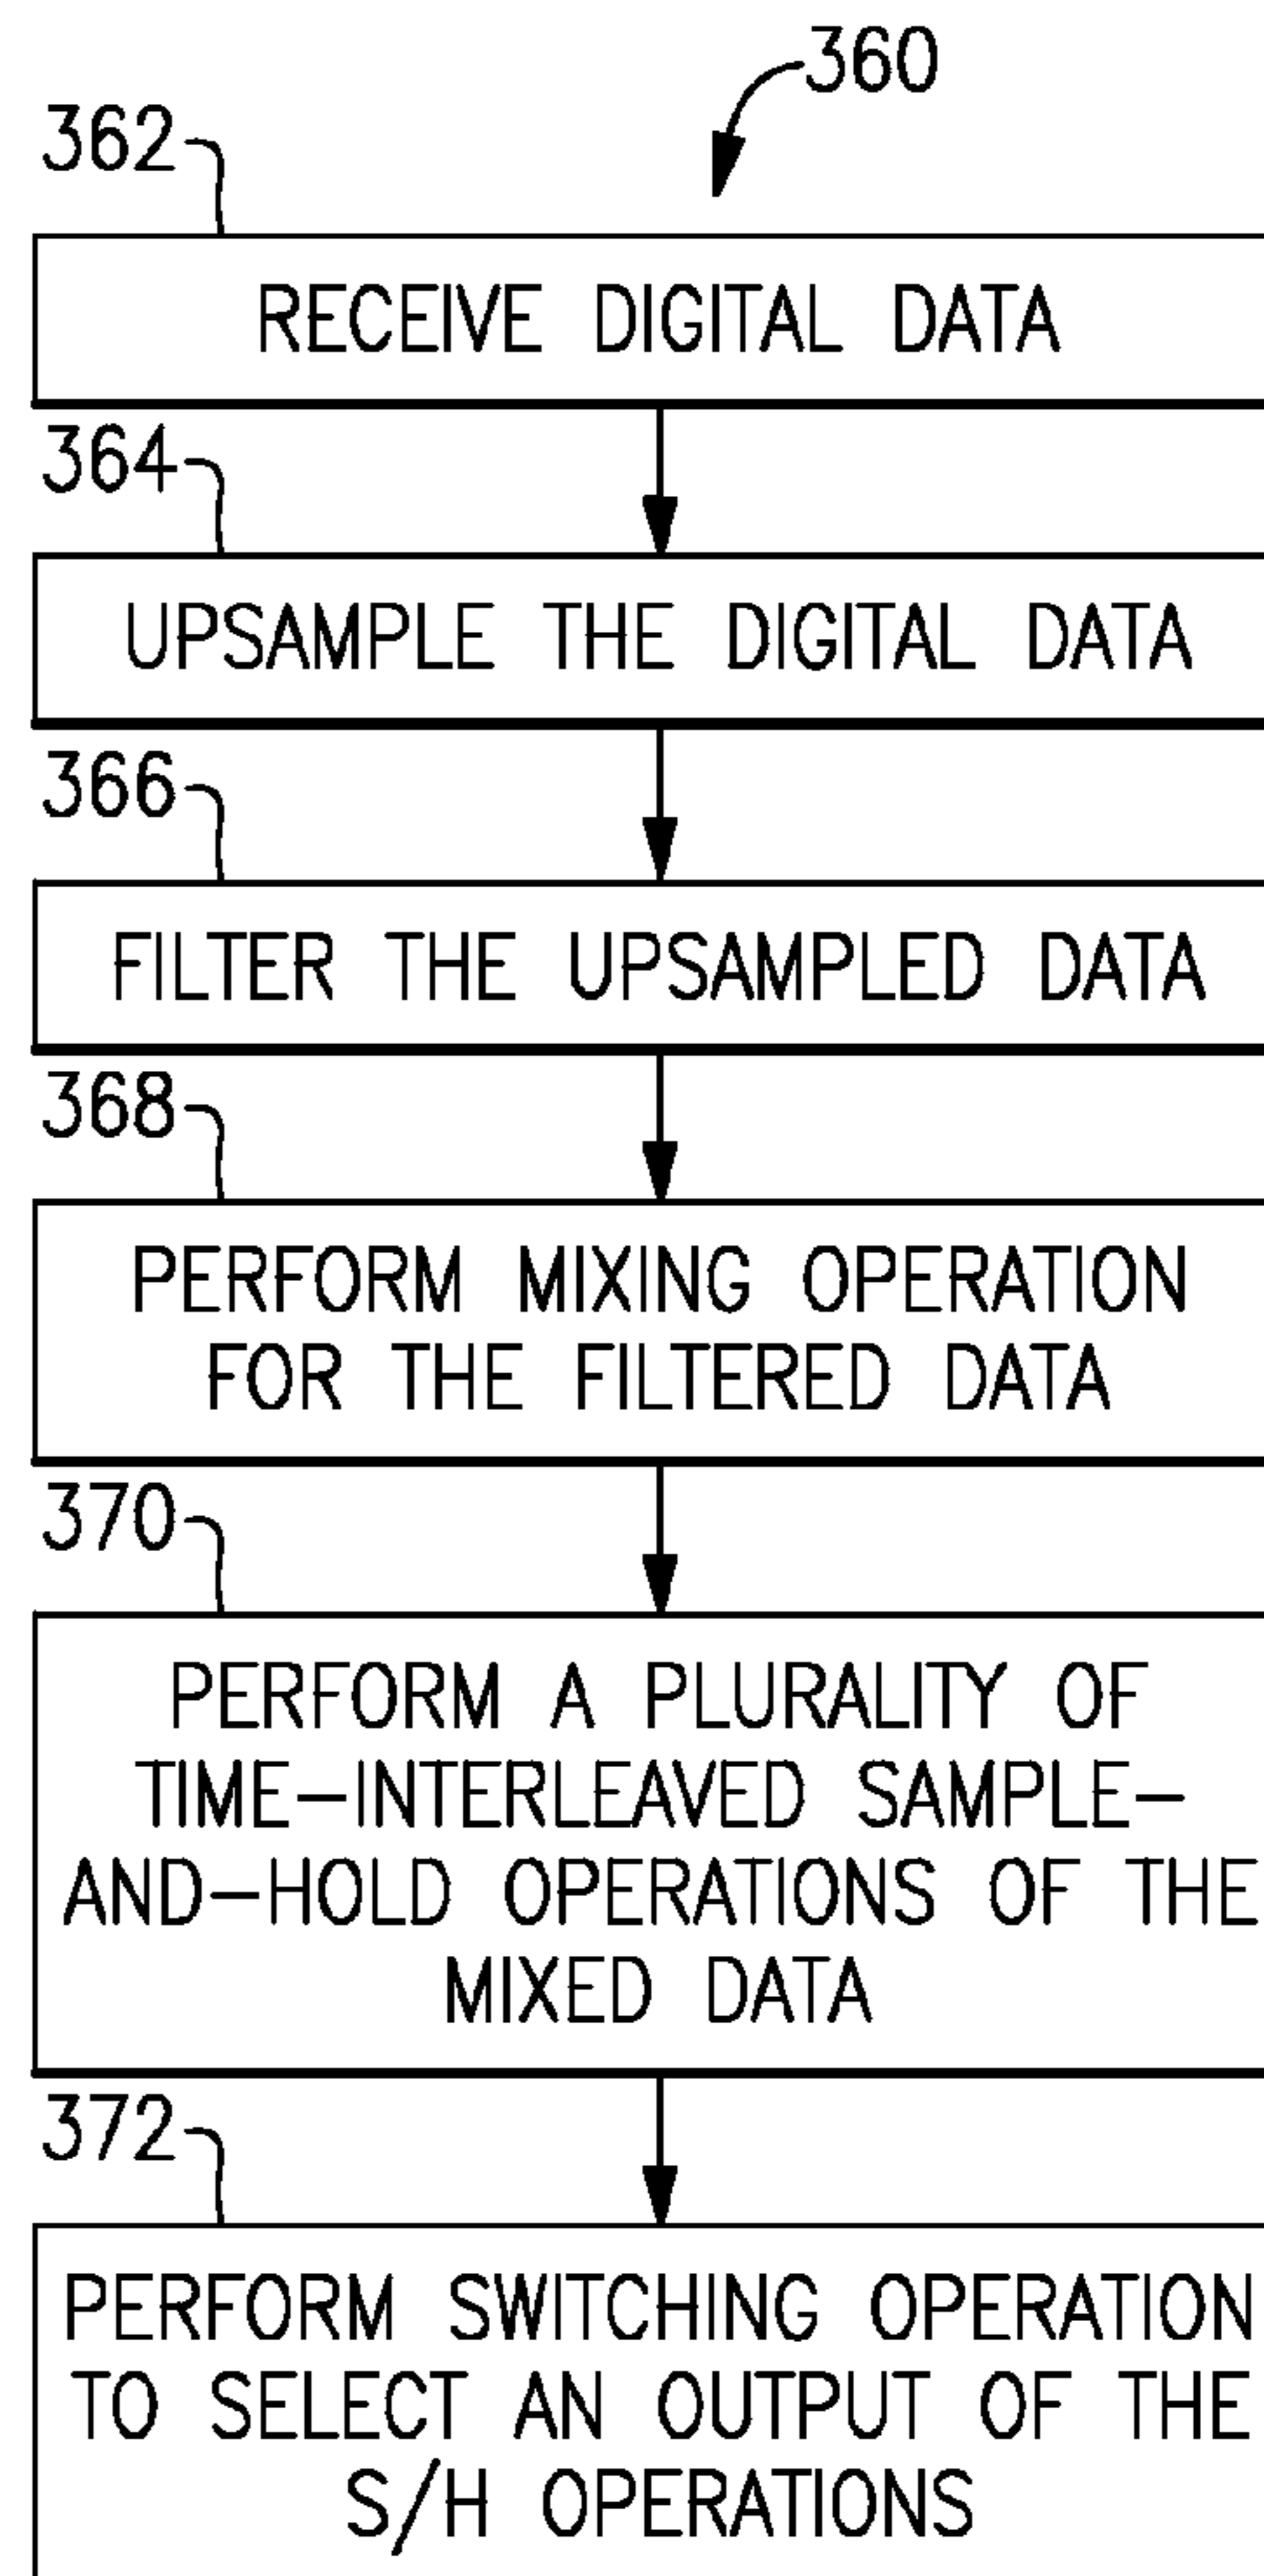 360
362
RECEIVE DIGITAL DATA
364
UPSAMPLE THE DIGITAL DATA
366
FILTER THE UPSAMPLED DATA
368
PERFORM MIXING OPERATION
FOR THE FILTERED DATA
370
PERFORM A PLURALITY OF
TIME-INTERLEAVED SAMPLE-
AND-HOLD OPERATIONS OF THE
MIXED DATA
372
PERFORM SWITCHING OPERATION
TO SELECT AN OUTPUT OF THE
S/H OPERATIONS